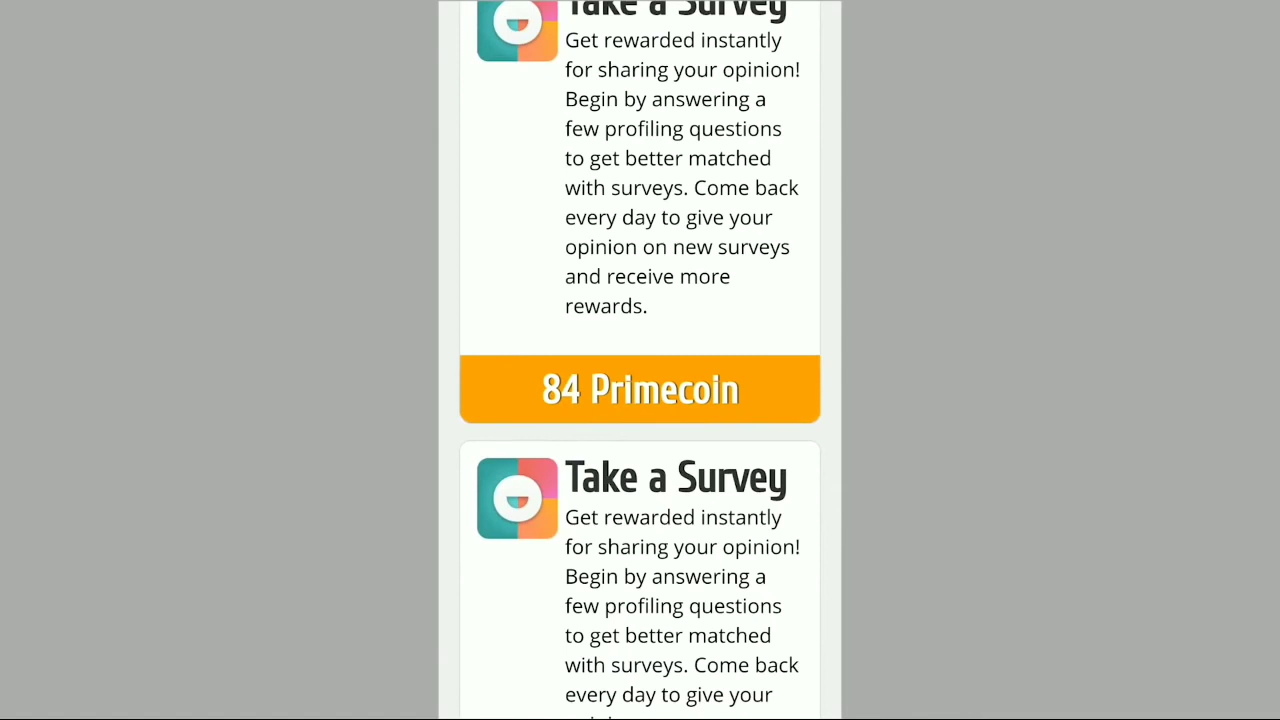 Take a Survey
Get rewarded instantly
for sharing your opinion!
Begin by answering a
few profiling questions
to get better matched
with surveys. Come back
every day to give your
opinion on new surveys
and receive more
rewards.
84 Primecoin
Take a Survey
Get rewarded instantly
for sharing your opinion!
Begin by answering a
few profiling questions
to get better matched
with surveys. Come back
every day to give your